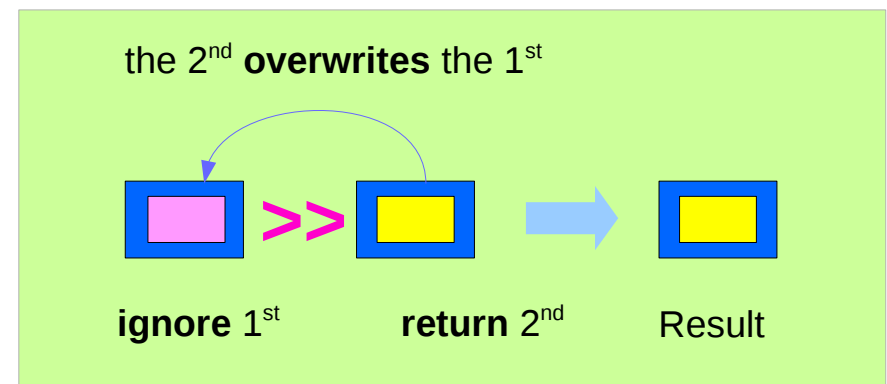 the 2nd overwrites the 1st
>>
ignore 1st return 2nd Result